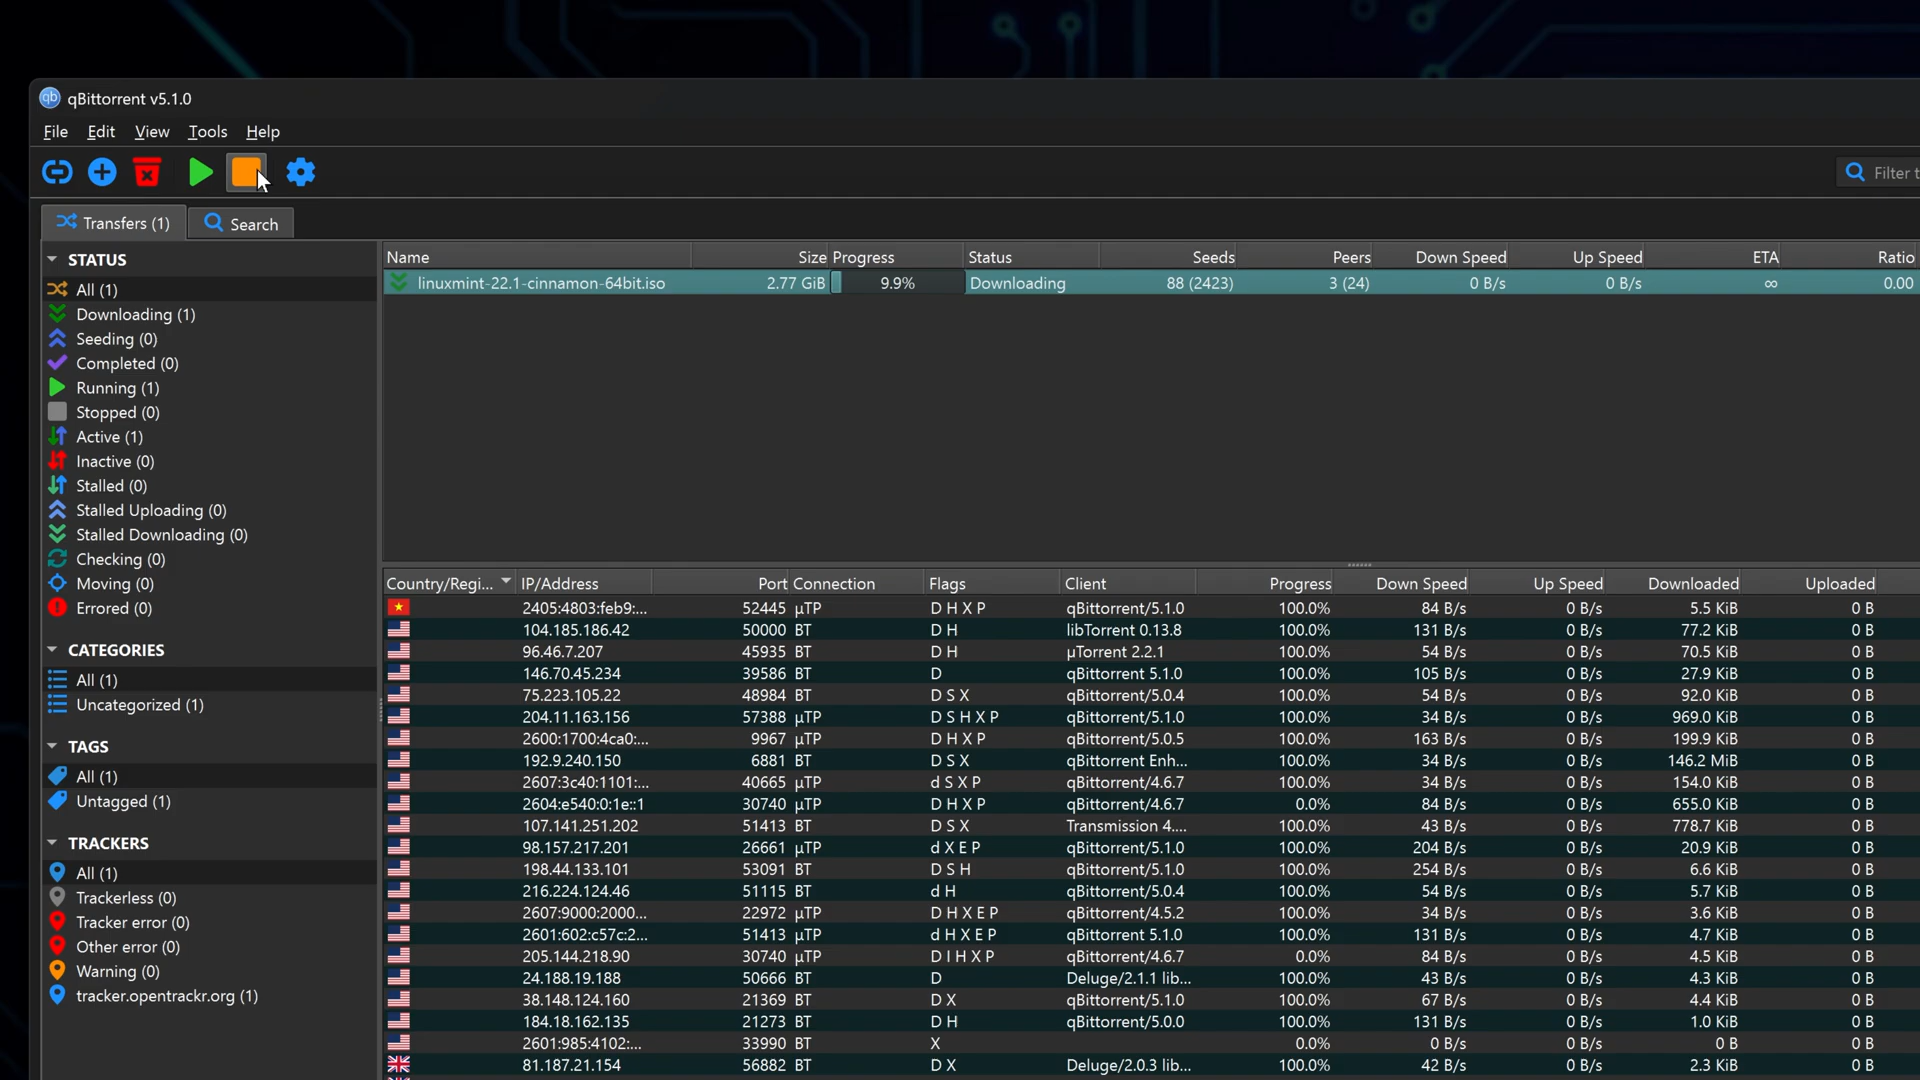 qb qBittorrent v5.1.0
File Edit View Tools Help
Filter t
Transfers (1) Search
STATUS
All (1)
Downloading (1)
Seeding (0)
Completed (0)
Running (1)
Stopped (0)
Active (1)
Inactive (0)
Stalled (0)
Stalled Uploading (0)
Stalled Downloading (0)
Checking (0)
Moving (0)
Errored (0)
CATEGORIES
All (1)
Uncategorized (1)
TAGS
All (1)
Untagged (1)
TRACKERS
All (1)
Trackerless (0)
Tracker error (0)
Other error (0)
Warning (0)
tracker.opentrackr.org (1)
Name Size Progress Status Seeds Peers Down Speed Up Speed ETA Ratio
linuxmint-22.1-cinnamon-64bit.iso 2.77 GiB 9.9% Downloading 88 (2423) 3 (24) 0 B/s 0 B/s ∞ 0.00
Country/Regi... IP/Address Port Connection Flags Client Progress Down Speed Up Speed Downloaded Uploaded
2405:4803:feb9:... 52445 μTP D H X P qBittorrent/5.1.0 100.0% 84 B/s 0 B/s 5.5 KiB 0 B
104.185.186.42 50000 BT D H libTorrent 0.13.8 100.0% 131 B/s 0 B/s 77.2 KiB 0 B
96.46.7.207 45935 BT D H μTorrent 2.2.1 100.0% 54 B/s 0 B/s 70.5 KiB 0 B
146.70.45.234 39586 BT D qBittorrent 5.1.0 100.0% 105 B/s 0 B/s 27.9 KiB 0 B
75.223.105.22 48984 BT D S X qBittorrent/5.0.4 100.0% 54 B/s 0 B/s 92.0 KiB 0 B
204.11.163.156 57388 μTP D S H X P qBittorrent/5.1.0 100.0% 34 B/s 0 B/s 969.0 KiB 0 B
2600:1700:4ca0:... 9967 μTP D H X P qBittorrent/5.0.5 100.0% 163 B/s 0 B/s 199.9 KiB 0 B
192.9.240.150 6881 BT D S X qBittorrent Enh... 100.0% 34 B/s 0 B/s 146.2 MiB 0 B
2607:3c40:1101:... 40665 μTP d S X P qBittorrent/4.6.7 100.0% 34 B/s 0 B/s 154.0 KiB 0 B
2604:e540:0:1e::1 30740 μTP D H X P qBittorrent/4.6.7 0.0% 84 B/s 0 B/s 655.0 KiB 0 B
107.141.251.202 51413 BT D S X Transmission 4.... 100.0% 43 B/s 0 B/s 778.7 KiB 0 B
98.157.217.201 26661 μTP d X E P qBittorrent/5.1.0 100.0% 204 B/s 0 B/s 20.9 KiB 0 B
198.44.133.101 53091 BT D S H qBittorrent/5.1.0 100.0% 254 B/s 0 B/s 6.6 KiB 0 B
216.224.124.46 51115 BT d H qBittorrent/5.0.4 100.0% 54 B/s 0 B/s 5.7 KiB 0 B
2607:9000:2000... 22972 μTP D H X E P qBittorrent/4.5.2 100.0% 34 B/s 0 B/s 3.6 KiB 0 B
2601:602:c57c:2... 51413 μTP d H X E P qBittorrent 5.1.0 100.0% 131 B/s 0 B/s 4.7 KiB 0 B
205.144.218.90 30740 μTP D I H X P qBittorrent/4.6.7 0.0% 84 B/s 0 B/s 4.5 KiB 0 B
24.188.19.188 50666 BT D Deluge/2.1.1 lib... 100.0% 43 B/s 0 B/s 4.3 KiB 0 B
38.148.124.160 21369 BT D X qBittorrent/5.1.0 100.0% 67 B/s 0 B/s 4.4 KiB 0 B
184.18.162.135 21273 BT D H qBittorrent/5.0.0 100.0% 131 B/s 0 B/s 1.0 KiB 0 B
2601:985:4102:... 33990 BT X 0.0% 0 B/s 0 B/s 0 B 0 B
81.187.21.154 56882 BT D X Deluge/2.0.3 lib... 100.0% 42 B/s 0 B/s 2.3 KiB 0 B